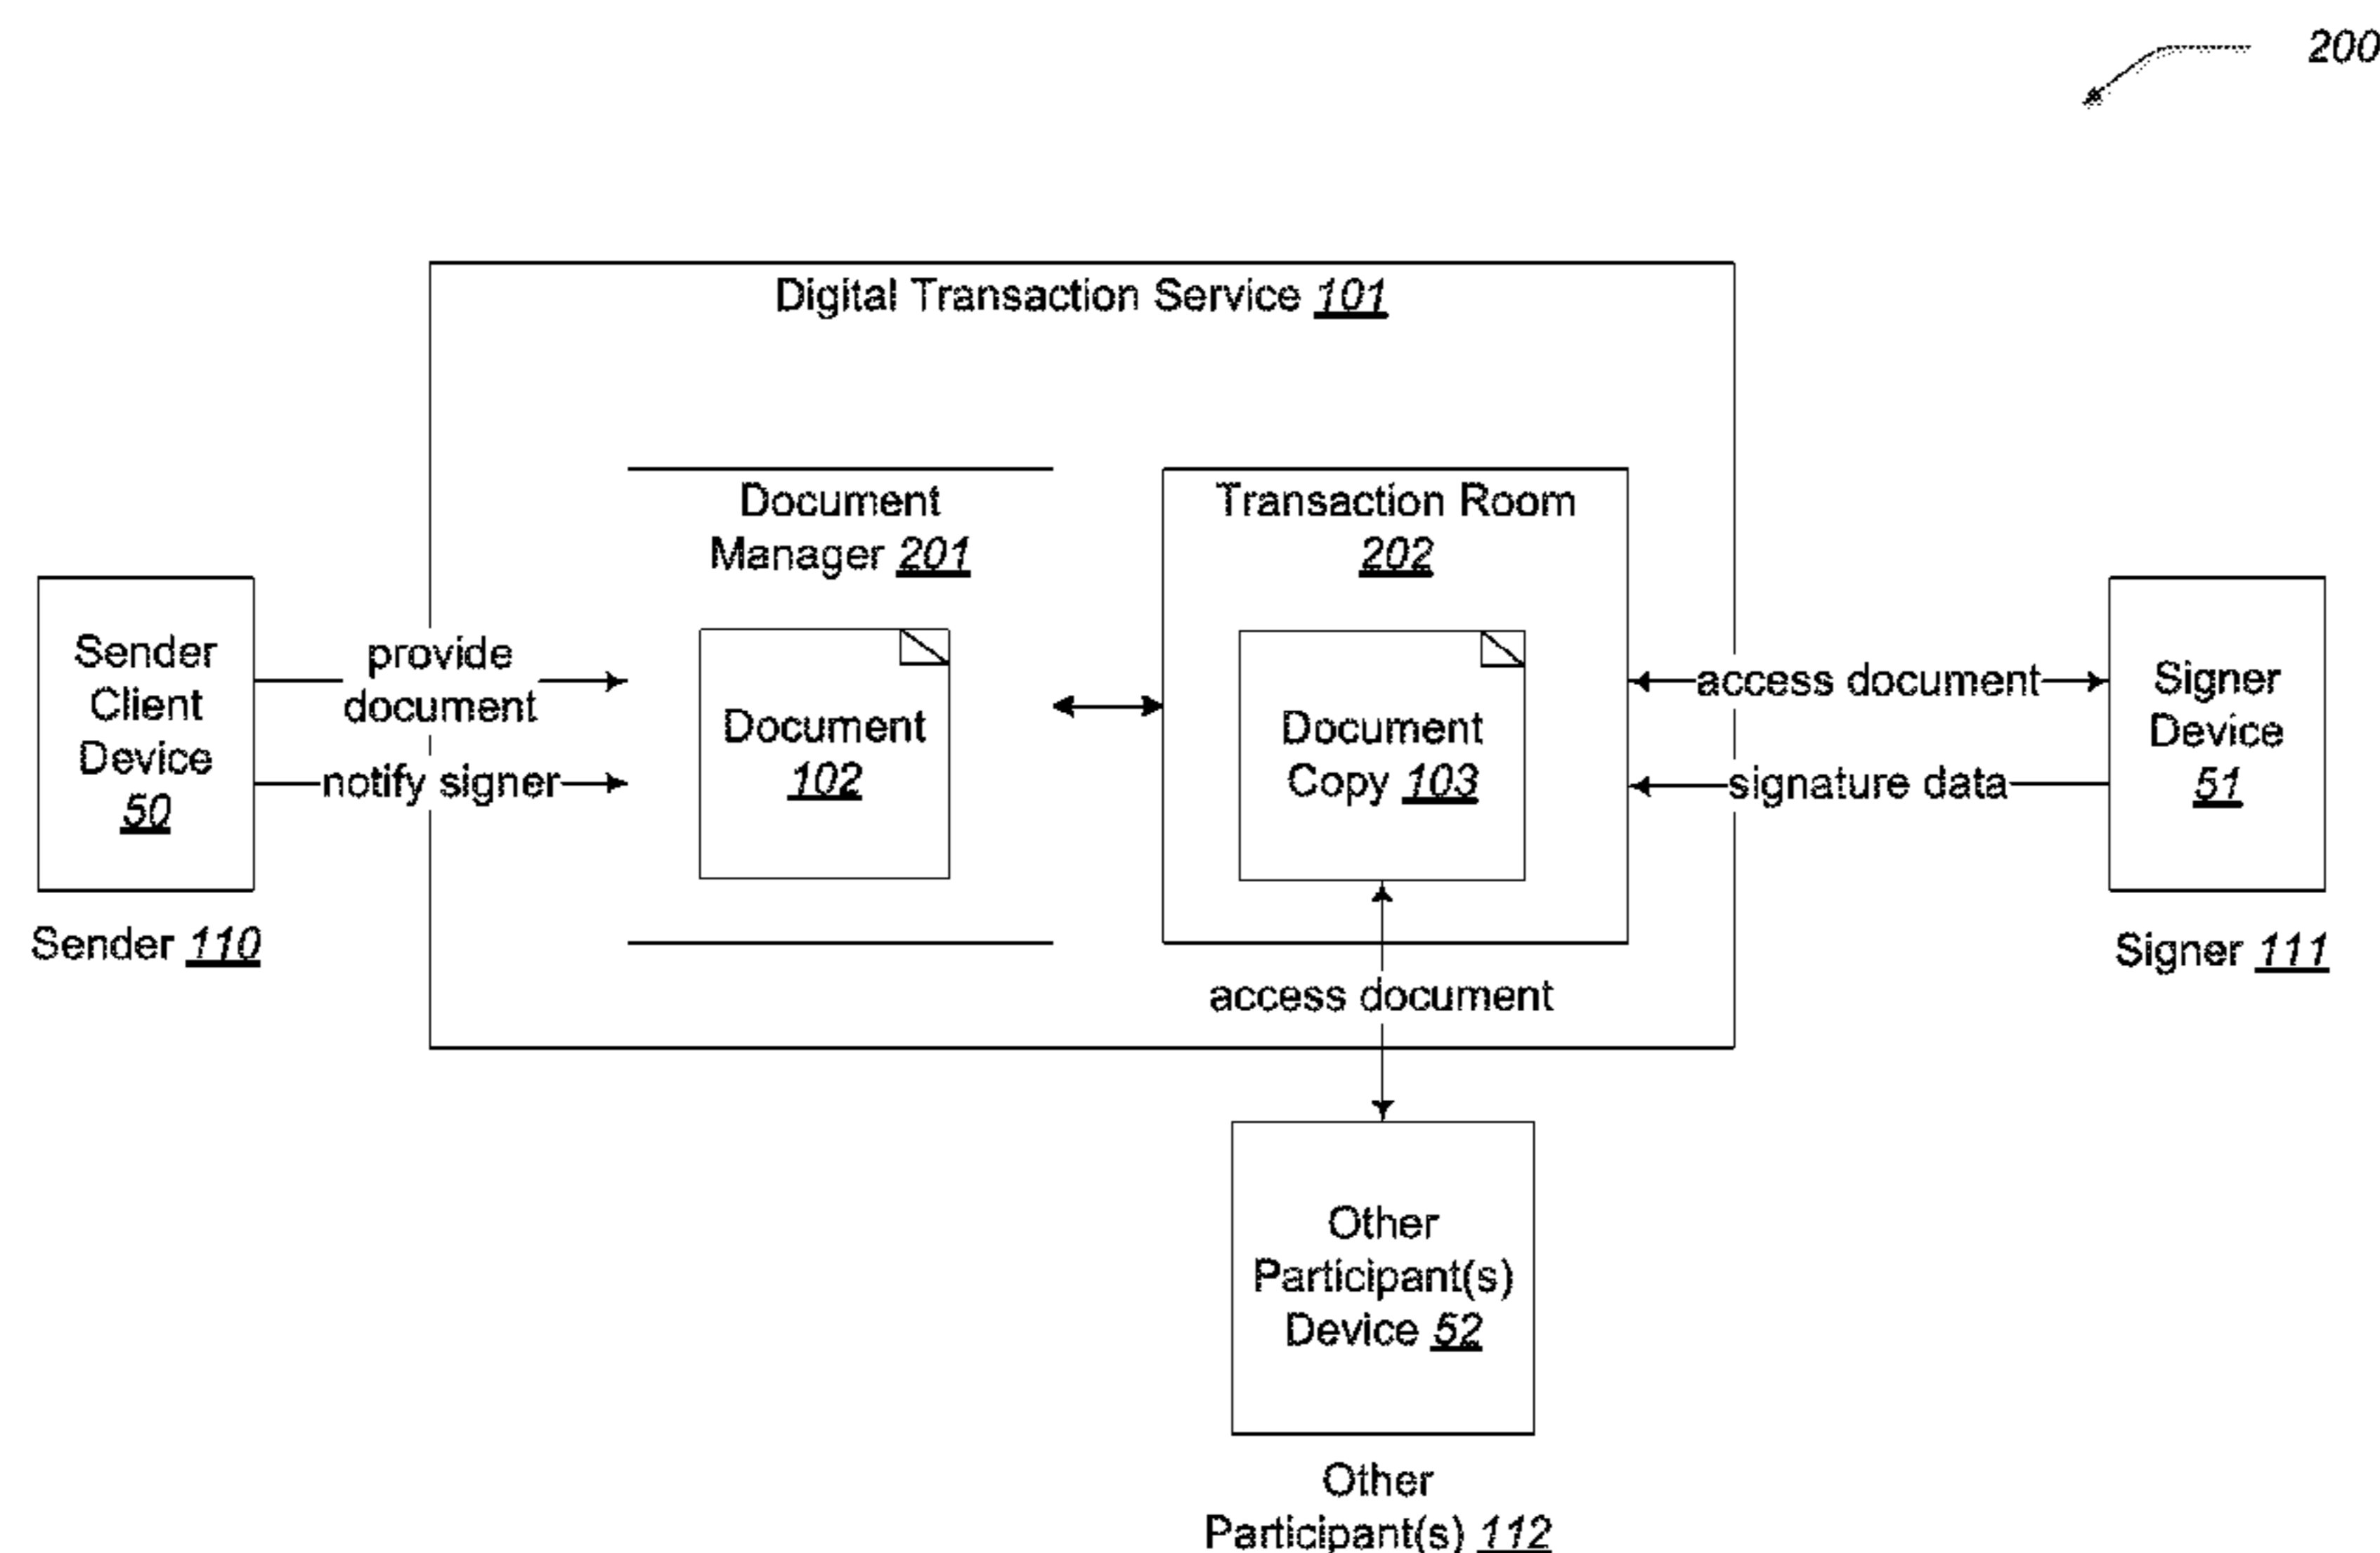 200
Digital Transaction Service 101
Document
Manager 201
Transaction Room
202
Sender
Client
Device
50
provide
document
notify signer
Document
102
Document
Copy 103
access document
signature data
Signer
Device
51
Sender 110
Signer 111
access document
Other
Participant(s)
Device 52
Other
Participant(s) 112